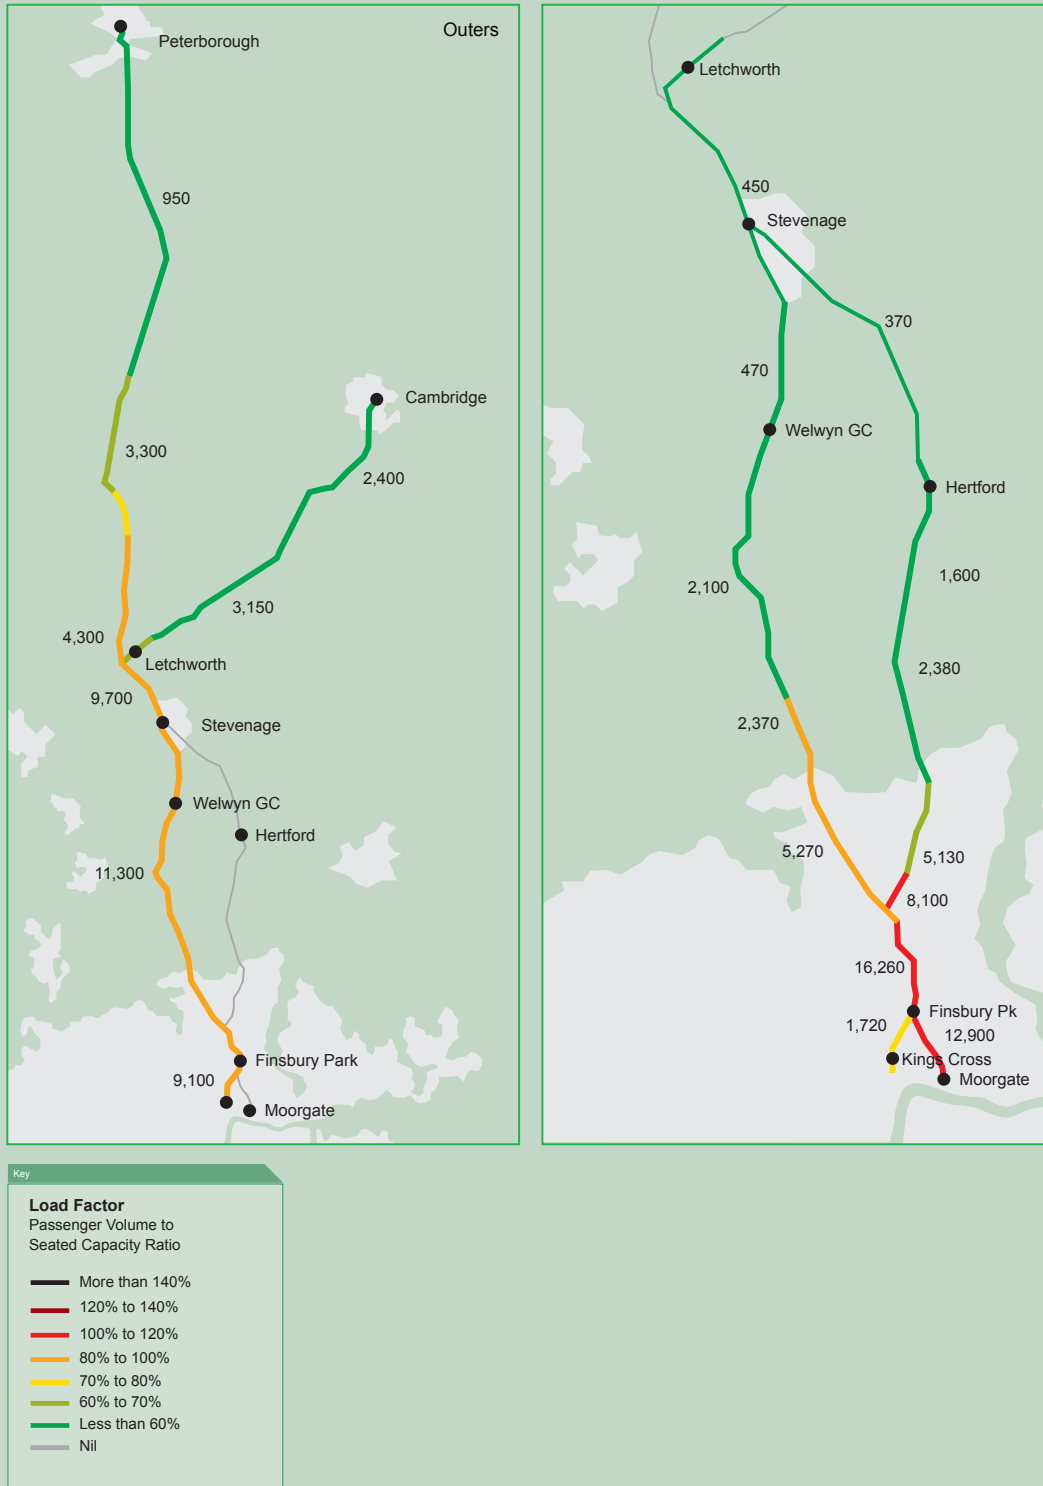 Outers
Peterborough
950
3,300
Cambridge
2,400
3,150
4,300
Letchworth
9,700
Stevenage
Welwyn GC
Hertford
11,300
Finsbury Park
9,100
Moorgate
Letchworth
450
Stevenage
370
470
Welwyn GC
Hertford
2,100
1,600
2,380
2,370
5,270
5,130
8,100
16,260
Finsbury Pk
1,720
12,900
Kings Cross
Moorgate
Key
Load Factor
Passenger Volume to
Seated Capacity Ratio
More than 140%
120% to 140%
100% to 120%
80% to 100%
70% to 80%
60% to 70%
Less than 60%
Nil